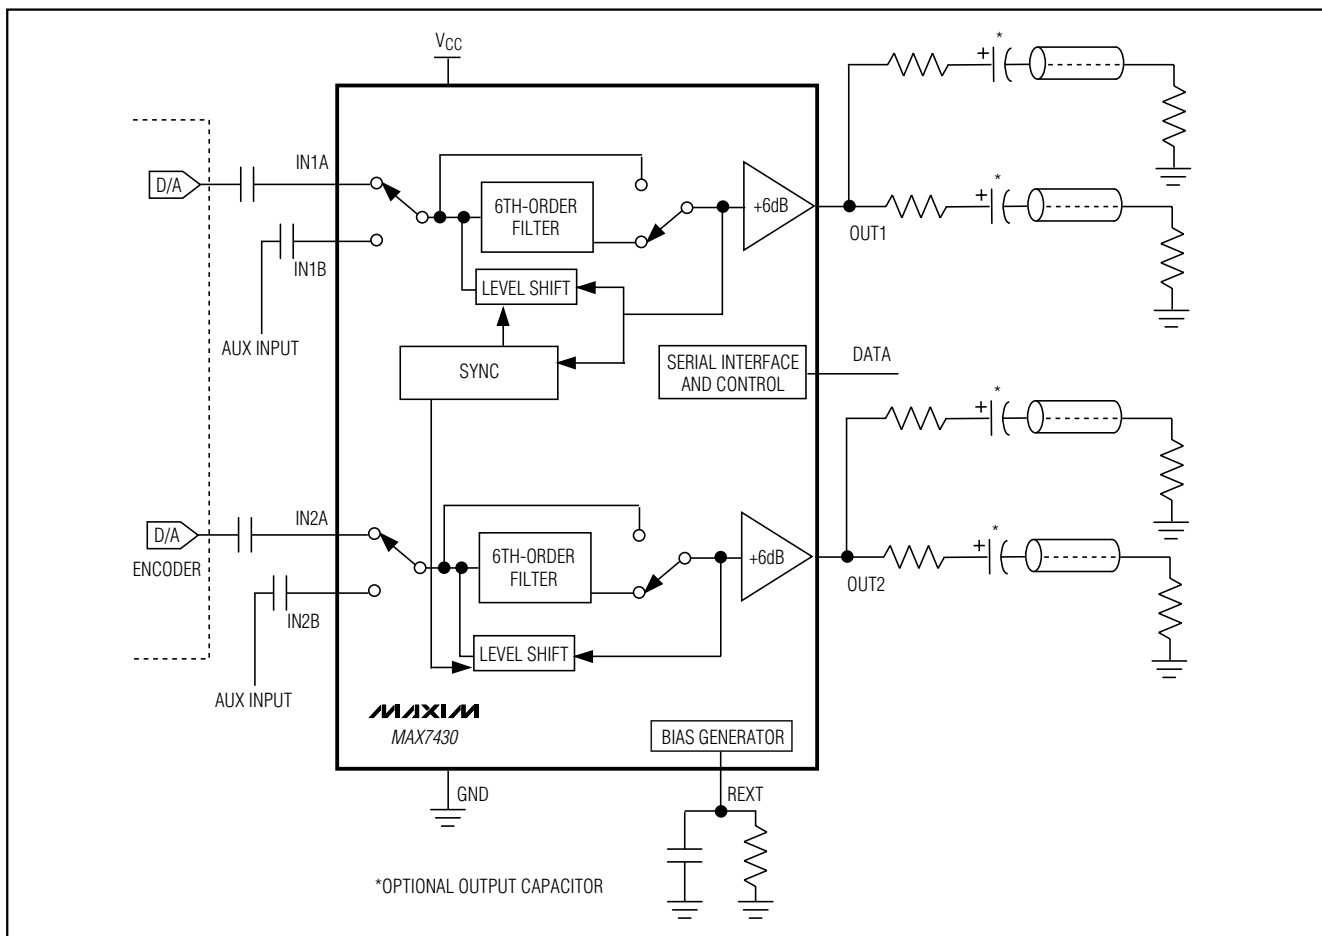 VCC
*
+
D/A
IN1A
6TH-ORDER
FILTER
+6dB
*
+
OUT1
IN1B
LEVEL SHIFT
AUX INPUT
SYNC
SERIAL INTERFACE
AND CONTROL
DATA
*
+
D/A
ENCODER
IN2A
6TH-ORDER
FILTER
+6dB
*
+
OUT2
IN2B
LEVEL SHIFT
AUX INPUT
MAXIM
MAX7430
BIAS GENERATOR
GND
REXT
*OPTIONAL OUTPUT CAPACITOR